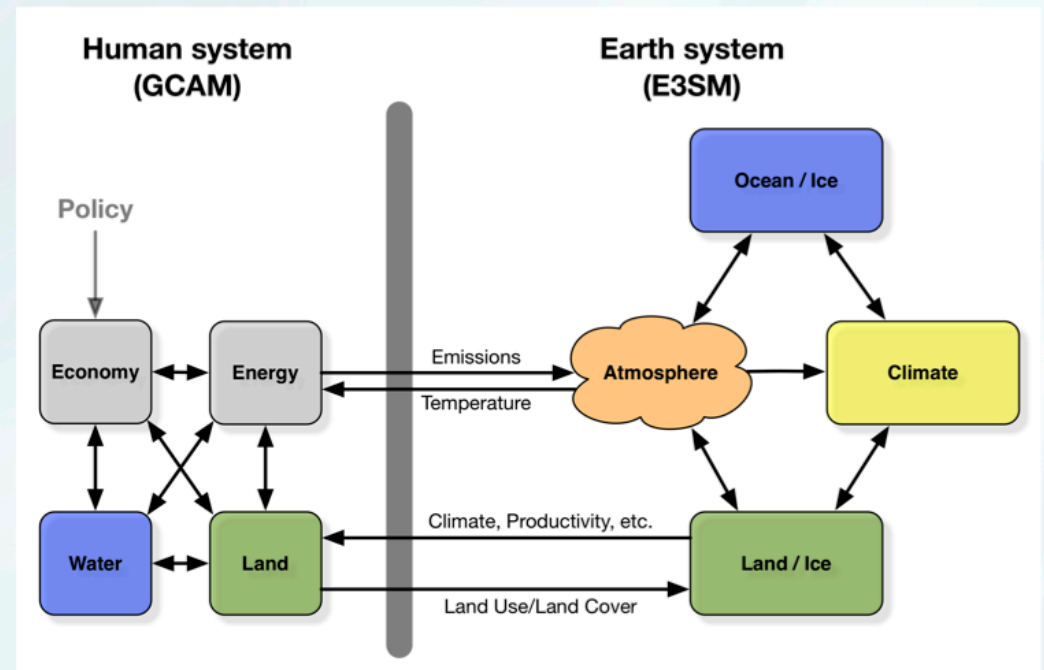 Human system
(GCAM)
Earth system
(E3SM)
Ocean / Ice
Policy
Economy
Energy
Emissions
Temperature
Atmosphere
Climate
Climate, Productivity, etc.
Water
Land
Land / Ice
Land Use/Land Cover